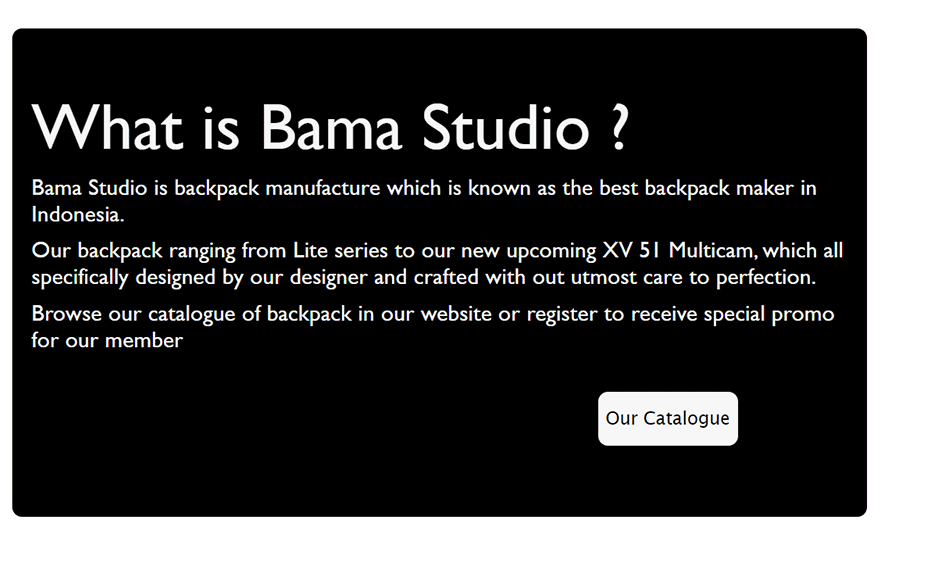 What is Bama Studio ?
Bama Studio is backpack manufacture which is known as the best backpack maker in
Indonesia.
Our backpack ranging from Lite series to our new upcoming XV 51 Multicam, which all
specifically designed by our designer and crafted with out utmost care to perfection.
Browse our catalogue of backpack in our website or register to receive special promo
for our member
Our Catalogue